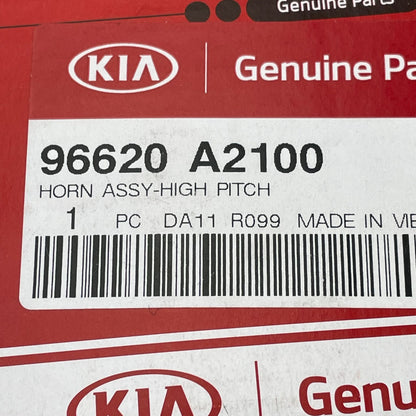 Genuine Parts
KIA Genuine Pa
96620 A2100
HORN ASSY-HIGH PITCH
1 PC DA11 R099 MADE IN VIE
KIA Genu